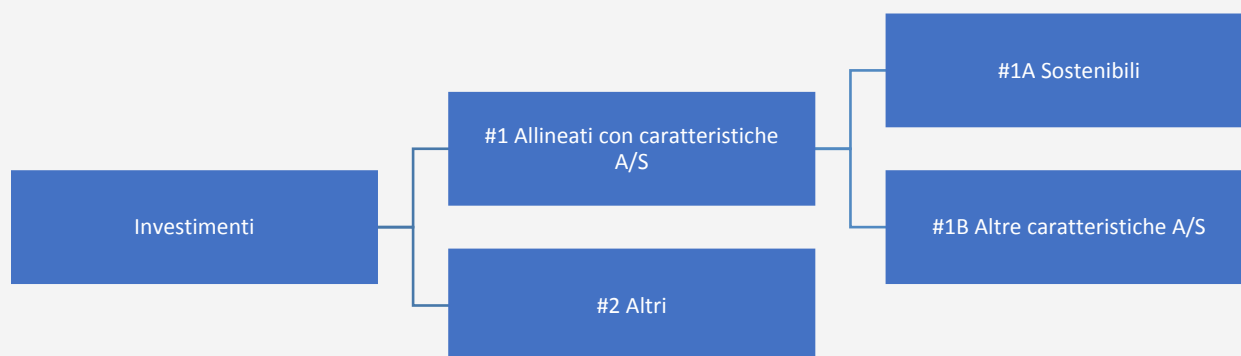 Investimenti
#1 Allineati con caratteristiche
A/S
#2 Altri
#1A Sostenibili
#1B Altre caratteristiche A/S